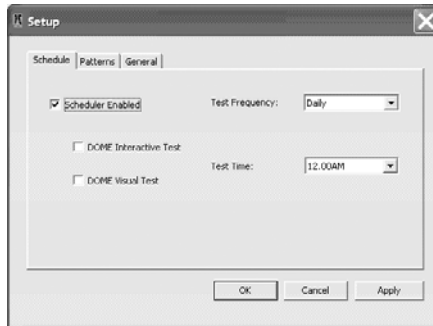 Setup
Schedule Patterns General
Scheduler Enabled Test Frequency: Daily
DOME Interactive Test
Test Time: 12.00AM
DOME Visual Test
OK Cancel Apply